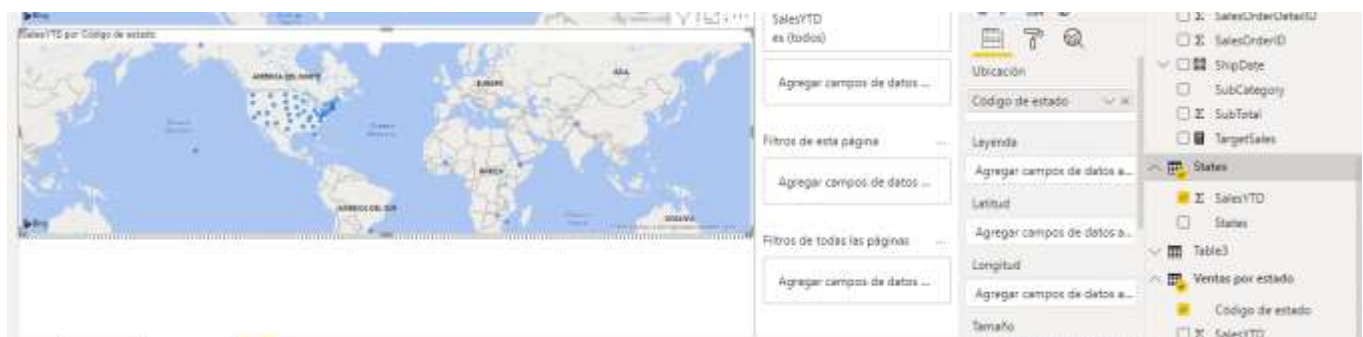 Bing
SalesYTD por Código de estado
AMÉRICA DEL NORTE
EUROPA
ASIA
ÁFRICA
AMÉRICA DEL SUR
OCEANÍA
Bing
SalesYTD
es (todos)
Agregar campos de datos ...
Filtros de esta página ...
Agregar campos de datos ...
Filtros de todas las páginas ...
Agregar campos de datos ...
Ubicación
Código de estado
Leyenda
Agregar campos de datos a...
Latitud
Agregar campos de datos a...
Longitud
Agregar campos de datos a...
Tamaño
SalesOrderDetailID
SalesOrderID
ShipDate
SubCategory
SubTotal
TargetSales
States
SalesYTD
States
Table3
Ventas por estado
Código de estado
SalesYTD